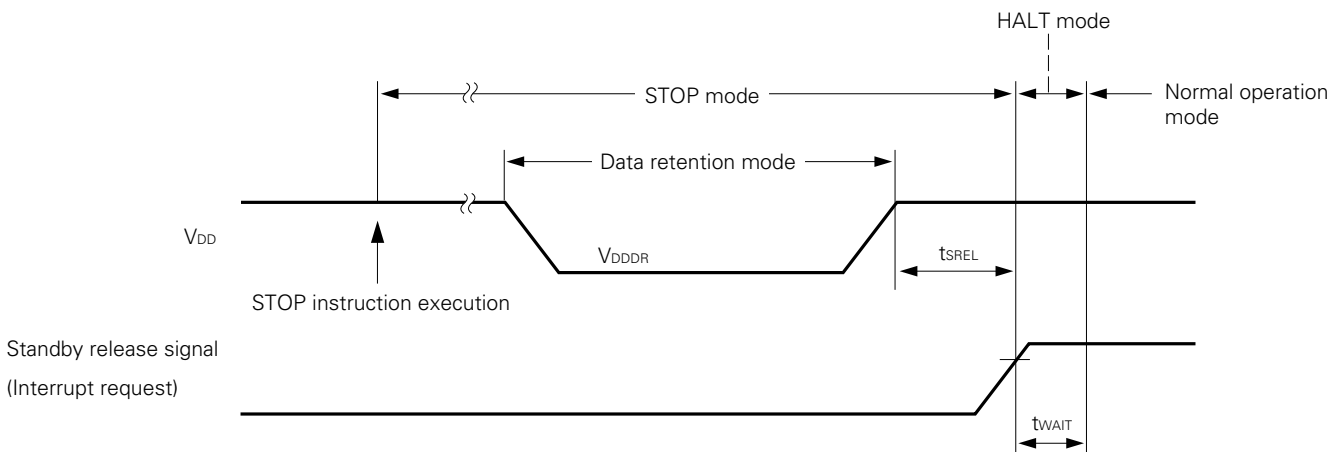 HALT mode
STOP mode
Normal operation
mode
Data retention mode
VDD
VDDDR
tSREL
STOP instruction execution
Standby release signal
(Interrupt request)
tWAIT